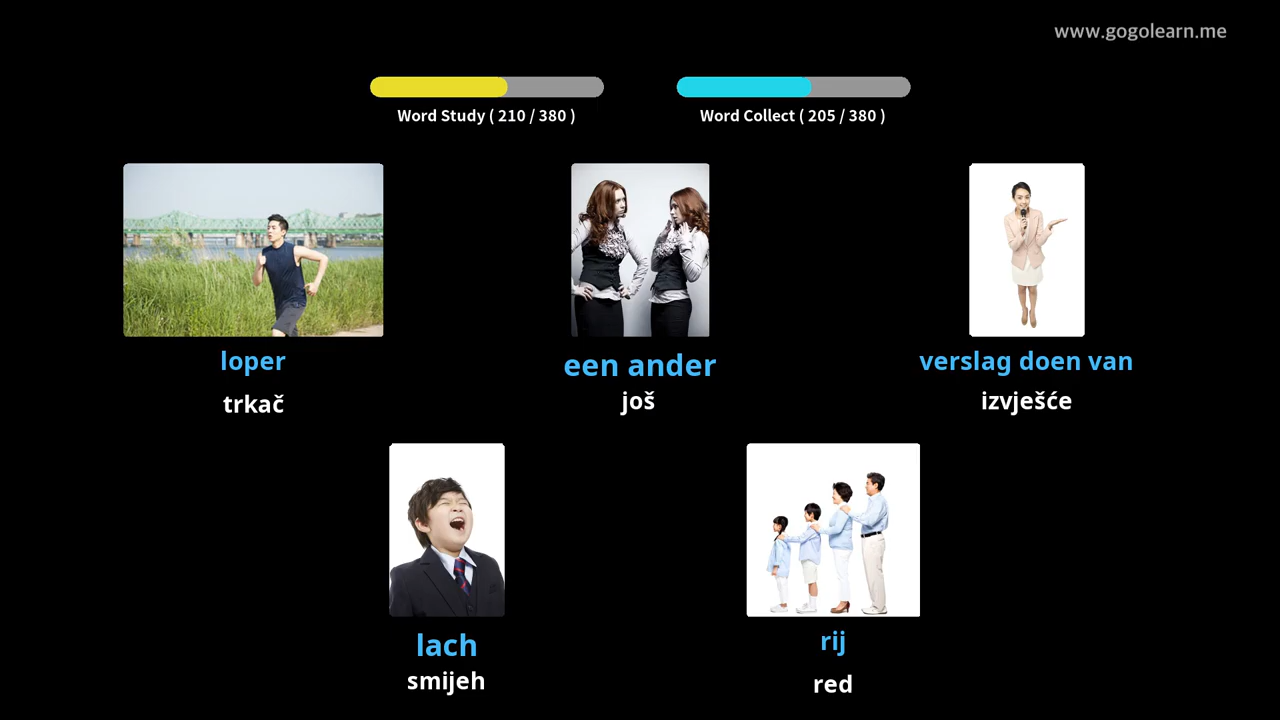 www.gogolearn.me
Word Study ( 210 / 380 )
Word Collect ( 205 / 380 )
loper
trkač
een ander
još
verslag doen van
izvješće
lach
smijeh
rij
red